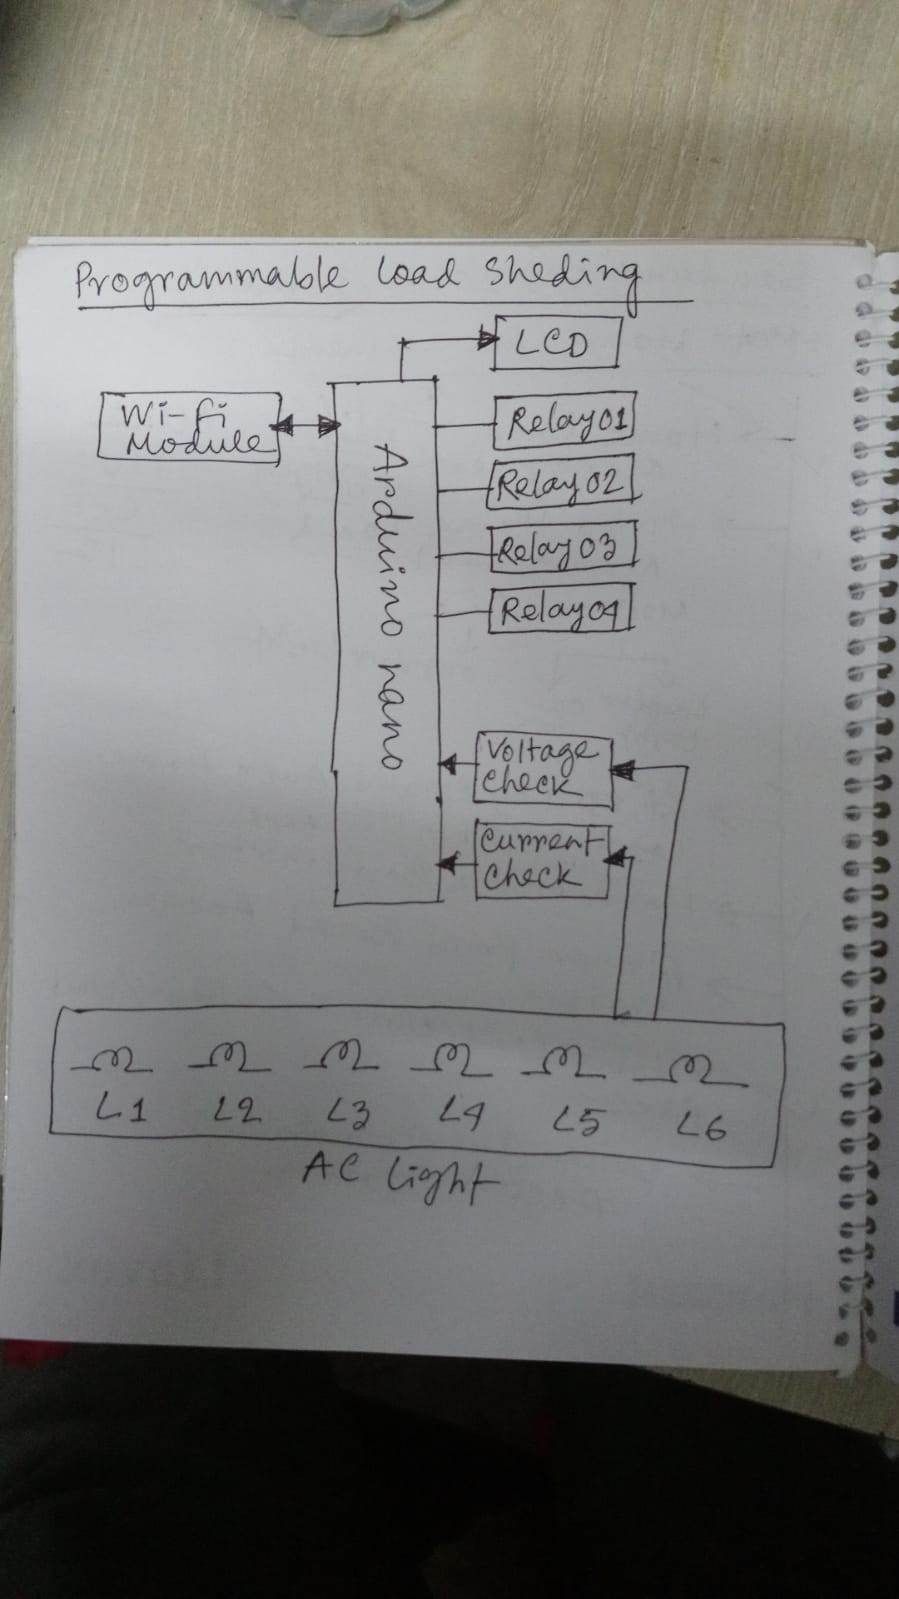 Programmable Load Sheding
LCD
Wi-fi
Module
Relay01
Relay02
Relay03
Relay04
Arduino nano
Voltage
check
Current
check
L1 L2 L3 L4 L5 L6
AC light